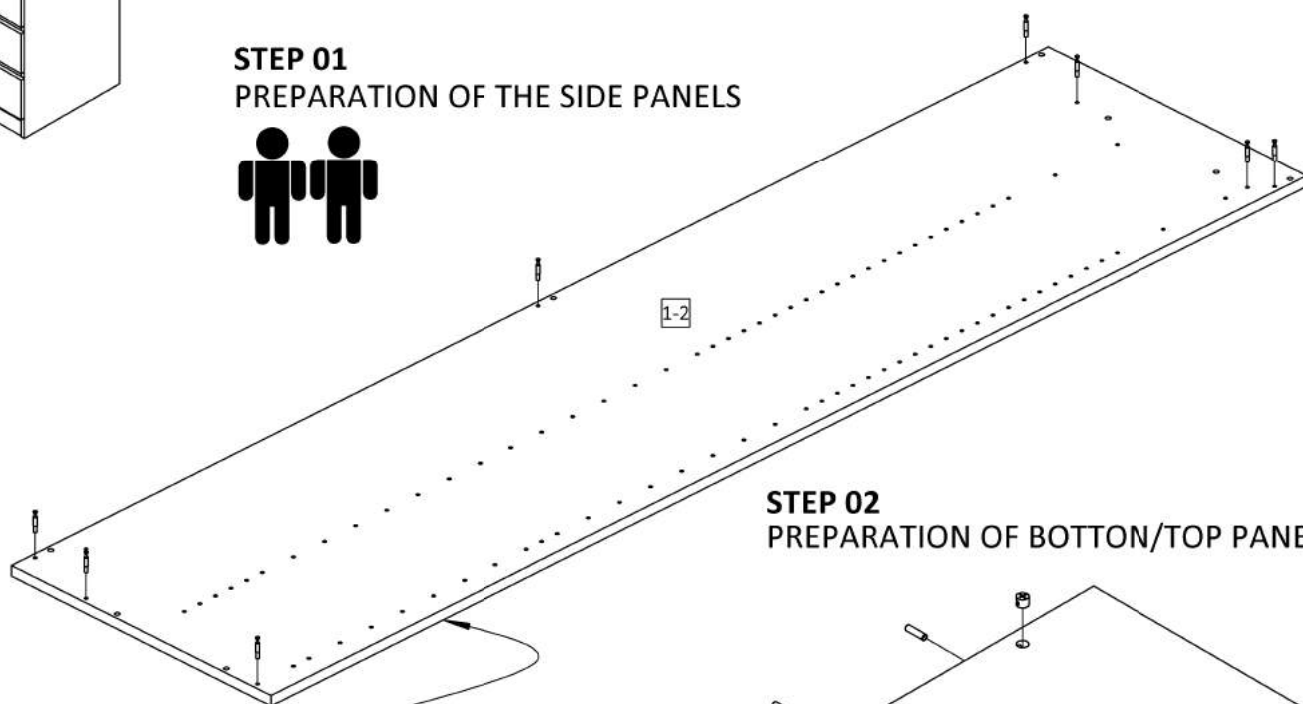 STEP 01
PREPARATION OF THE SIDE PANELS
1-2
STEP 02
PREPARATION OF BOTTON/TOP PANE